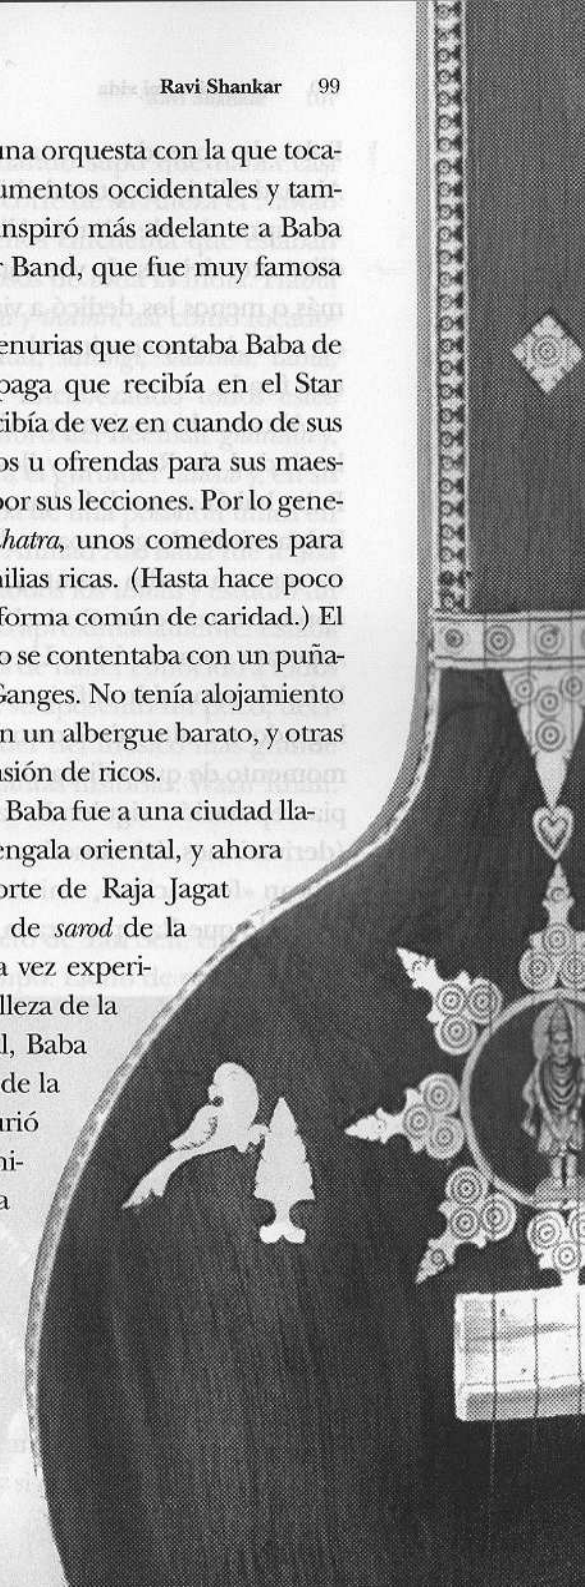 Ravi Shankar 99
una orquesta con la que toca-
umentos occidentales y tam-
nspiró más adelante a Baba
r Band, que fue muy famosa
enurias que contaba Baba de
paga que recibía en el Star
cibía de vez en cuando de sus
os u ofrendas para sus maes-
por sus lecciones. Por lo gene-
hatra, unos comedores para
nilias ricas. (Hasta hace poco
forma común de caridad.) El
o se contentaba con un puña-
Ganges. No tenía alojamiento
n un albergue barato, y otras
nsión de ricos.
Baba fue a una ciudad lla-
engala oriental, y ahora
orte de Raja Jagat
de sarod de la
a vez experi-
lleza de la
l, Baba
de la
urió
ni-
a